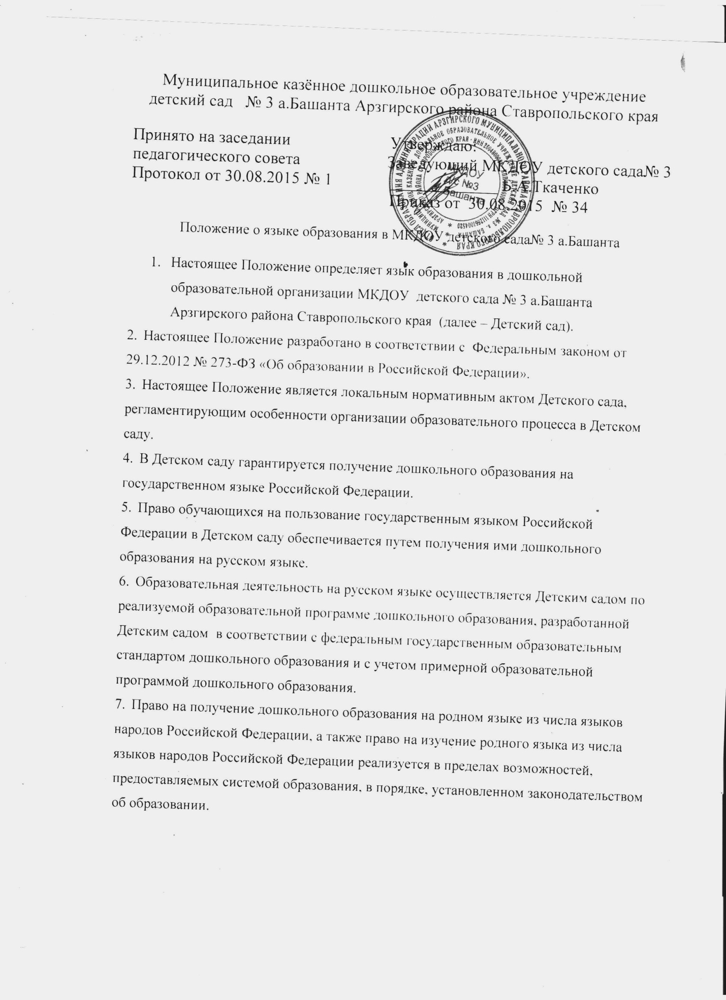 Муниципальное казённое дошкольное образовательное учреждение
детский сад № 3 а.Башанта Арзгирского района Ставропольского края
Принято на заседании
педагогического совета
Протокол от 30.08.2015 № 1
Утверждаю:
Заведующий МКДОУ детского сада№ 3
Б.А.Ткаченко
Приказ от 30.08.2015 № 34
МКДОУ
д/с №3
а. Башанта
Положение о языке образования в МКДОУ детского сада№ 3 а.Башанта
1. Настоящее Положение определяет язык образования в дошкольной
образовательной организации МКДОУ детского сада № 3 а.Башанта
Арзгирского района Ставропольского края (далее – Детский сад).
2. Настоящее Положение разработано в соответствии с Федеральным законом от
29.12.2012 № 273-ФЗ «Об образовании в Российской Федерации».
3. Настоящее Положение является локальным нормативным актом Детского сада,
регламентирующим особенности организации образовательного процесса в Детском
саду.
4. В Детском саду гарантируется получение дошкольного образования на
государственном языке Российской Федерации.
5. Право обучающихся на пользование государственным языком Российской
Федерации в Детском саду обеспечивается путем получения ими дошкольного
образования на русском языке.
6. Образовательная деятельность на русском языке осуществляется Детским садом по
реализуемой образовательной программе дошкольного образования, разработанной
Детским садом в соответствии с федеральным государственным образовательным
стандартом дошкольного образования и с учетом примерной образовательной
программой дошкольного образования.
7. Право на получение дошкольного образования на родном языке из числа языков
народов Российской Федерации, а также право на изучение родного языка из числа
языков народов Российской Федерации реализуется в пределах возможностей,
предоставляемых системой образования, в порядке, установленном законодательством
об образовании.